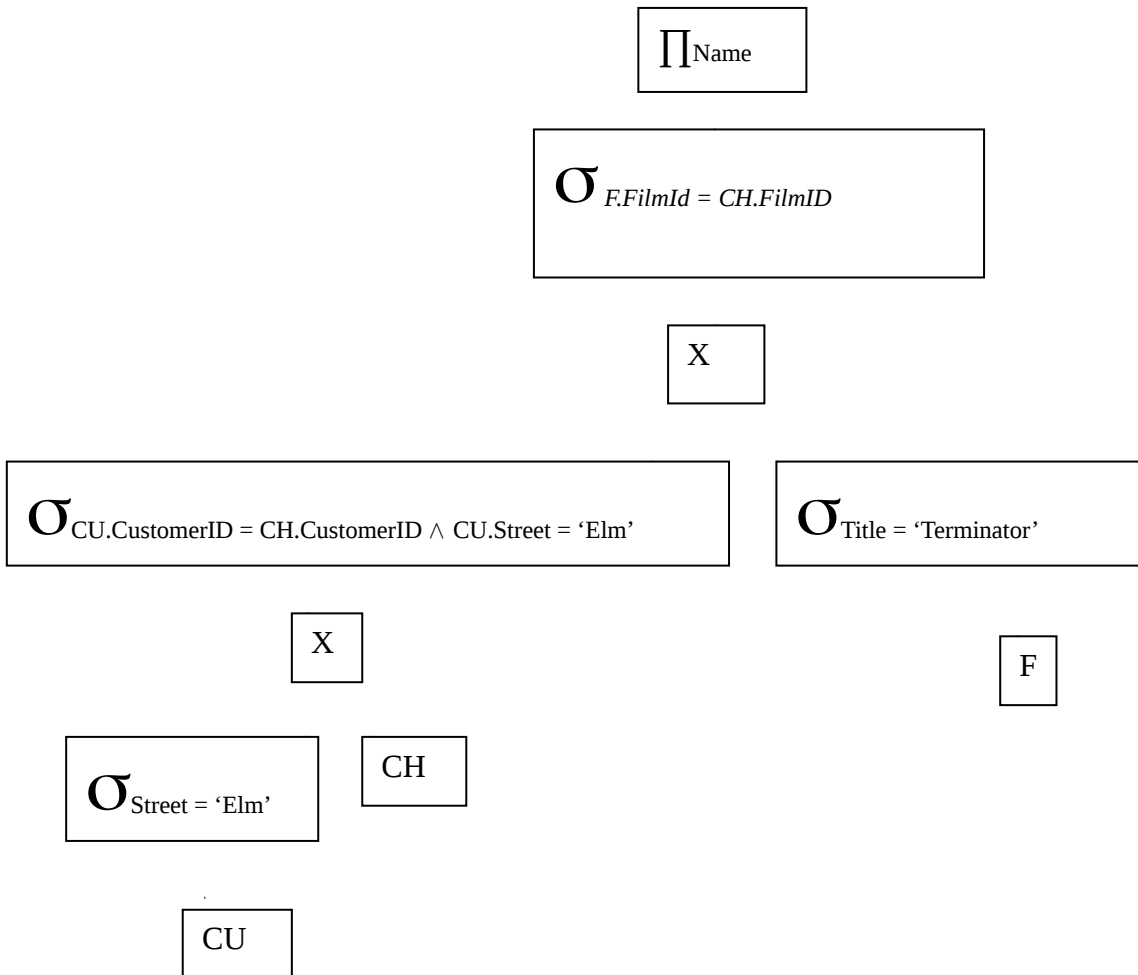 ∏Name
σ F.FilmId = CH.FilmID
X
σCU.CustomerID = CH.CustomerID ∧ CU.Street = ‘Elm’
σTitle = ‘Terminator’
X
F
σStreet = ‘Elm’
CH
CU